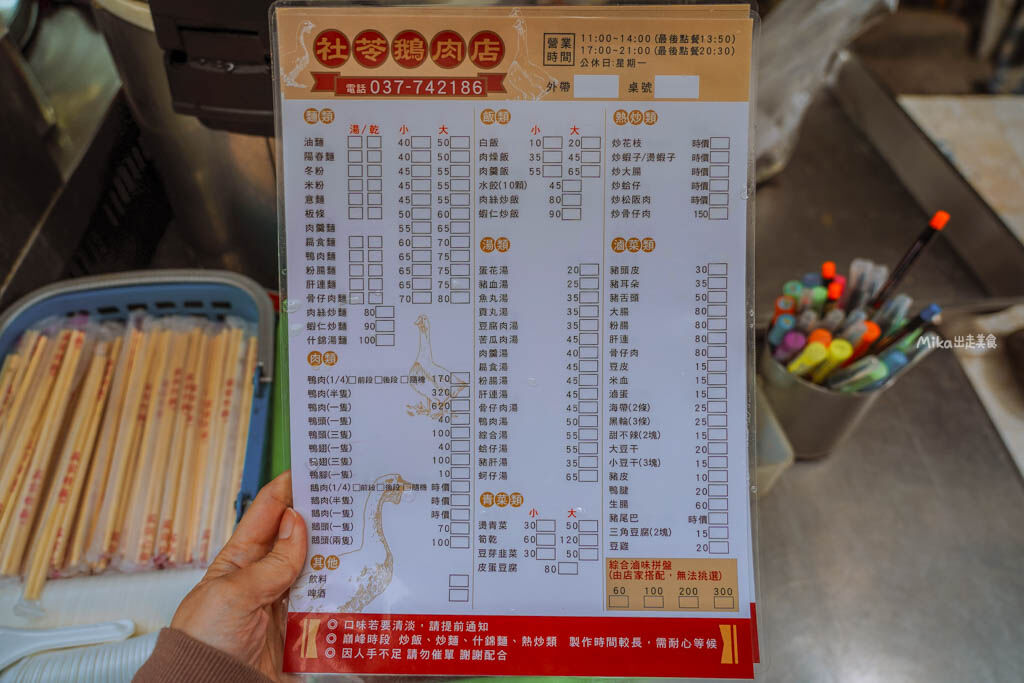 社苓鵝肉店
電話 037-742186
營業時間
11:00~14:00 (最後點餐13:50)
17:00~21:00 (最後點餐20:30)
公休日:星期一
外帶 桌號
麵類
湯/乾 小 大
油麵 40 50
陽春麵 40 50
冬粉 45 55
米粉 45 55
意麵 45 55
板條 50 60
肉羹麵 55 65
扁食麵 60 70
鴨肉麵 65 75
粉腸麵 65 75
肝連麵 65 75
骨仔肉麵 70 80
肉絲炒麵 80
蝦仁炒麵 90
什錦湯麵 100
肉類
鴨肉(1/4) 前段 後段 隨機 170
鴨肉(半隻) 320
鴨肉(一隻) 620
鴨頭(一隻) 40
鴨頭(三隻) 100
鴨翅(一隻) 40
鴨翅(三隻) 100
鴨腳(一隻) 10
鵝肉(1/4) 前段 後段 隨機 時價
鵝肉(半隻) 時價
鵝肉(一隻) 時價
鵝頭(一隻) 70
鵝頭(兩隻) 100
其他
飲料
啤酒
飯類
小 大
白飯 10 20
肉燥飯 35 45
肉羹飯 55 65
水餃(10顆) 45
肉絲炒飯 80
蝦仁炒飯 90
湯類
蛋花湯 20
豬血湯 25
魚丸湯 35
貢丸湯 35
豆腐肉湯 35
苦瓜肉湯 45
肉羹湯 40
扁食湯 35
粉腸湯 45
肝連湯 45
骨仔肉湯 45
鴨肉湯 50
綜合湯 55
蛤仔湯 55
豬肝湯 35
蚵仔湯 65
青菜類
小 大
燙青菜 30 50
筍乾 60 120
豆芽韭菜 30 50
皮蛋豆腐 80
熱炒類
炒花枝 時價
炒蝦子/燙蝦子 時價
炒大腸 時價
炒蛤仔 時價
炒松阪肉 時價
炒骨仔肉 150
滷菜類
豬頭皮 30
豬耳朵 35
豬舌頭 50
大腸 80
粉腸 80
肝連 80
骨仔肉 80
豆皮 15
米血 15
滷蛋 15
海帶(2條) 25
黑輪(3條) 25
甜不辣(2塊) 15
大豆干 20
小豆干(3塊) 15
豬皮 10
鴨腱 20
生腸 60
豬尾巴 時價
三角豆腐(2塊) 15
豆雞 20
綜合滷味拼盤
(由店家搭配，無法挑選)
60 100 200 300
◎ 口味若要清淡，請提前通知
◎ 巔峰時段 炒飯、炒麵、什錦麵、熱炒類 製作時間較長，需耐心等候
◎ 因人手不足 請勿催單 謝謝配合
Mika出走美食